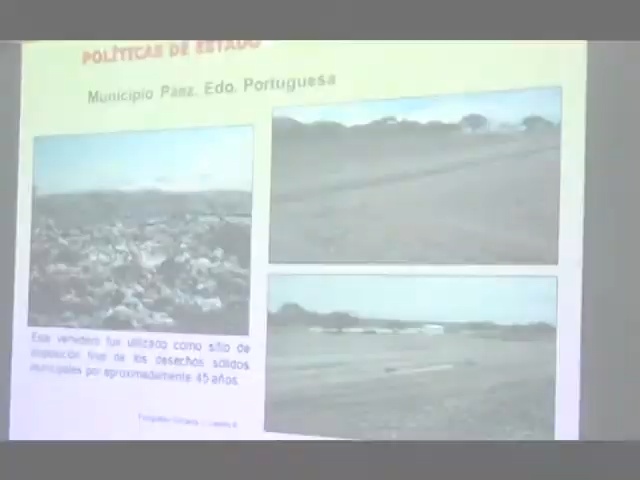 POLÍTICAS DE ESTADO
Municipio Páez. Edo. Portuguesa
Este vertedero fue utilizado como sitio de
disposición final de los desechos sólidos
municipales por aproximadamente 45 años.